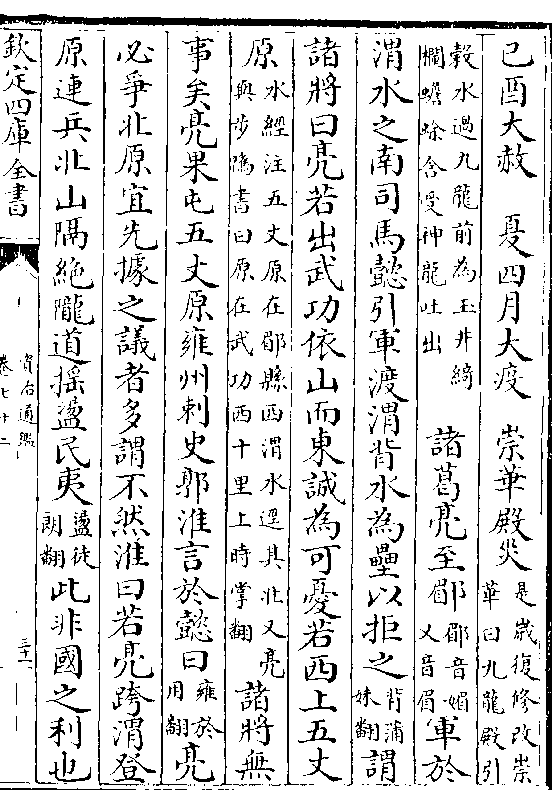 己酉大赦　夏四月大疫　崇華殿災是歲復修改崇華曰九龍殿引
穀水過九龍前為玉井綺欄蟾蜍含受神龍吐出　諸葛亮至郿郿音媚又音眉軍於
渭水之南司馬懿引軍渡渭背水為壘以拒之背蒲妹翻謂
諸將曰亮若出武功依山而東誠為可憂若西上五丈
原水經注五丈原在郿縣西渭水逕其北又亮與步隲書曰原在武功西十里上時掌翻諸將無
事矣亮果屯五丈原雍州刺史郭淮言於懿曰雍於用翻亮
必爭北原宜先據之議者多謂不然淮曰若亮跨渭登
原連兵北山隔絶隴道揺盪民夷盪徒朗翻此非國之利也
欽定四庫全書
資治通鑑
卷七十二
三十一